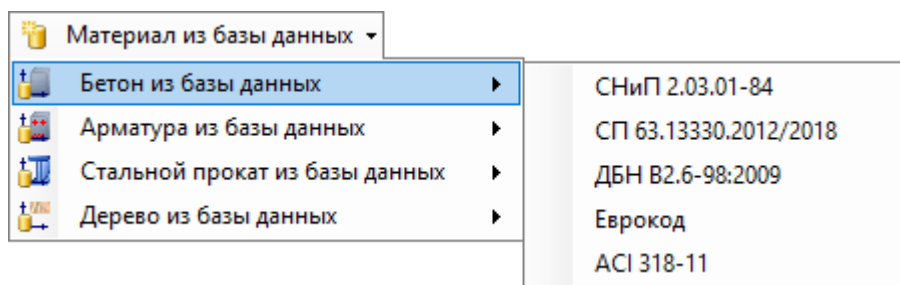 Материал из базы данных
Бетон из базы данных
Арматура из базы данных
Стальной прокат из базы данных
Дерево из базы данных
СНиП 2.03.01-84
СП 63.13330.2012/2018
ДБН В2.6-98:2009
Еврокод
ACI 318-11